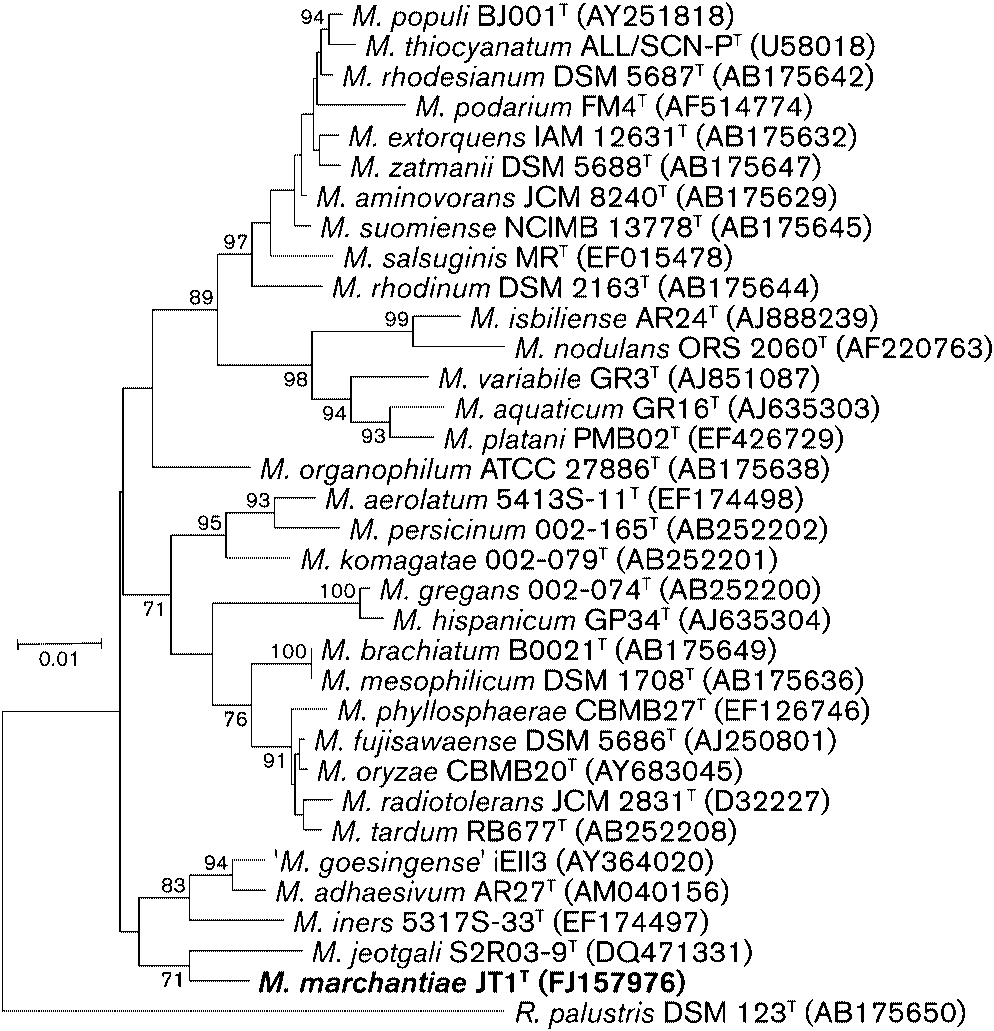 94
M. populi BJ001ᵀ (AY251818)
M. thiocyanatum ALL/SCN-Pᵀ (U58018)
M. rhodesianum DSM 5687ᵀ (AB175642)
M. podarium FM4ᵀ (AF514774)
M. extorquens IAM 12631ᵀ (AB175632)
M. zatmanii DSM 5688ᵀ (AB175647)
M. aminovorans JCM 8240ᵀ (AB175629)
M. suomiense NCIMB 13778ᵀ (AB175645)
97
M. salsuginis MRᵀ (EF015478)
M. rhodinum DSM 2163ᵀ (AB175644)
89
99
M. isbiliense AR24ᵀ (AJ888239)
M. nodulans ORS 2060ᵀ (AF220763)
98
M. variabile GR3ᵀ (AJ851087)
94
M. aquaticum GR16ᵀ (AJ635303)
93
M. platani PMB02ᵀ (EF426729)
M. organophilum ATCC 27886ᵀ (AB175638)
93
M. aerolatum 5413S-11ᵀ (EF174498)
95
M. persicinum 002-165ᵀ (AB252202)
M. komagatae 002-079ᵀ (AB252201)
71
100
M. gregans 002-074ᵀ (AB252200)
M. hispanicum GP34ᵀ (AJ635304)
0.01
100
M. brachiatum B0021ᵀ (AB175649)
M. mesophilicum DSM 1708ᵀ (AB175636)
76
M. phyllosphaerae CBMB27ᵀ (EF126746)
M. fujisawaense DSM 5686ᵀ (AJ250801)
91
M. oryzae CBMB20ᵀ (AY683045)
M. radiotolerans JCM 2831ᵀ (D32227)
M. tardum RB677ᵀ (AB252208)
94
'M. goesingense' iEII3 (AY364020)
83
M. adhaesivum AR27ᵀ (AM040156)
M. iners 5317S-33ᵀ (EF174497)
M. jeotgali S2R03-9ᵀ (DQ471331)
71
M. marchantiae JT1ᵀ (FJ157976)
R. palustris DSM 123ᵀ (AB175650)